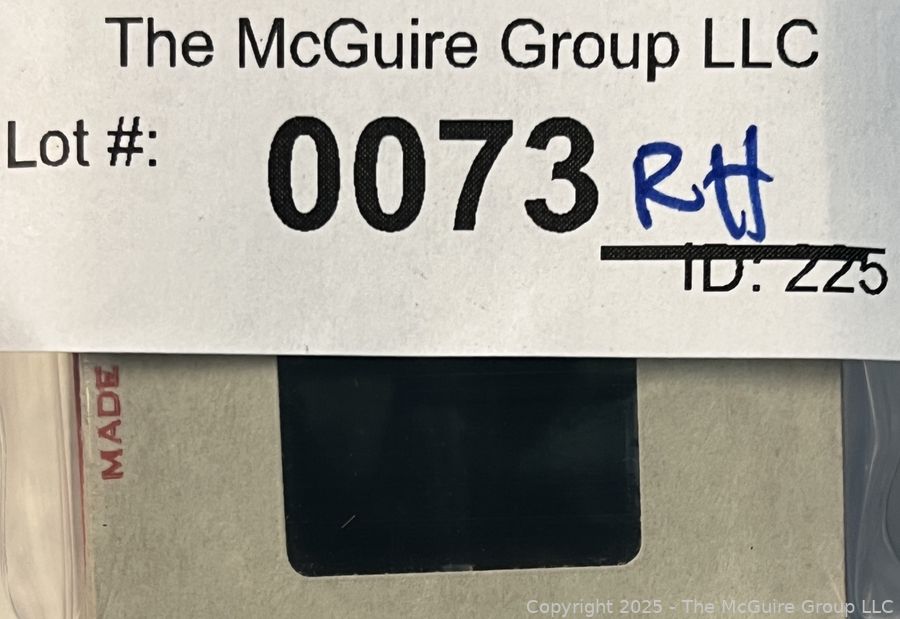 The McGuire Group LLC
Lot #: 0073 RH
ID: 225
MADE
Copyright 2025 - The McGuire Group LLC